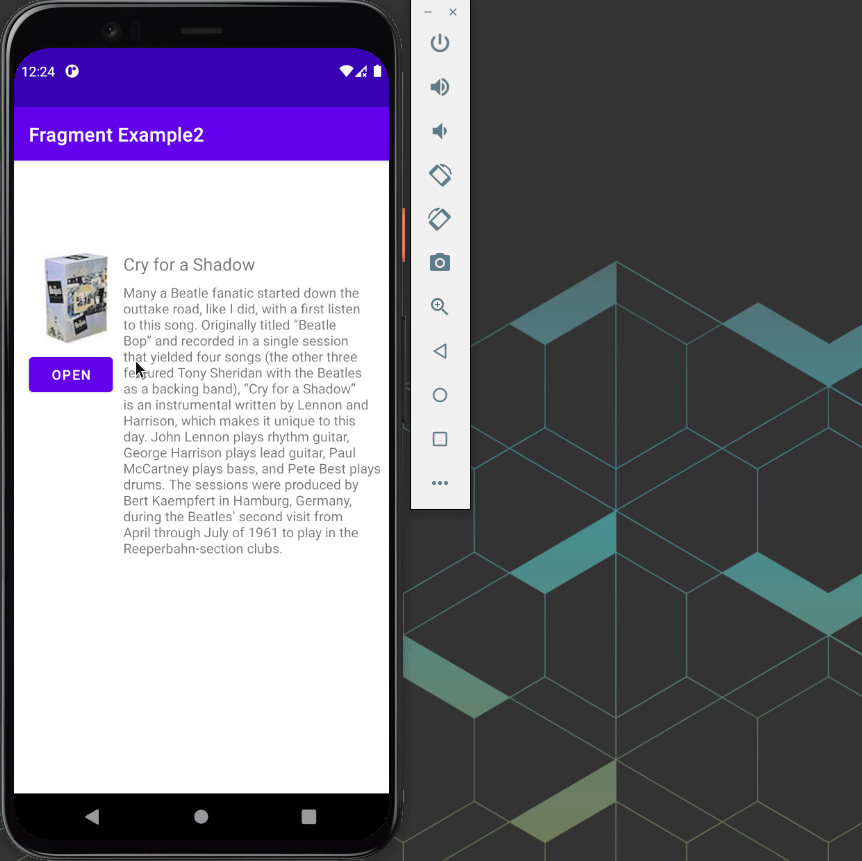 12:24
Fragment Example2
Cry for a Shadow
Many a Beatle fanatic started down the
outtake road, like I did, with a first listen
to this song. Originally titled “Beatle
Bop” and recorded in a single session
that yielded four songs (the other three
featured Tony Sheridan with the Beatles
as a backing band), “Cry for a Shadow”
is an instrumental written by Lennon and
Harrison, which makes it unique to this
day. John Lennon plays rhythm guitar,
George Harrison plays lead guitar, Paul
McCartney plays bass, and Pete Best plays
drums. The sessions were produced by
Bert Kaempfert in Hamburg, Germany,
during the Beatles’ second visit from
April through July of 1961 to play in the
Reeperbahn-section clubs.
OPEN